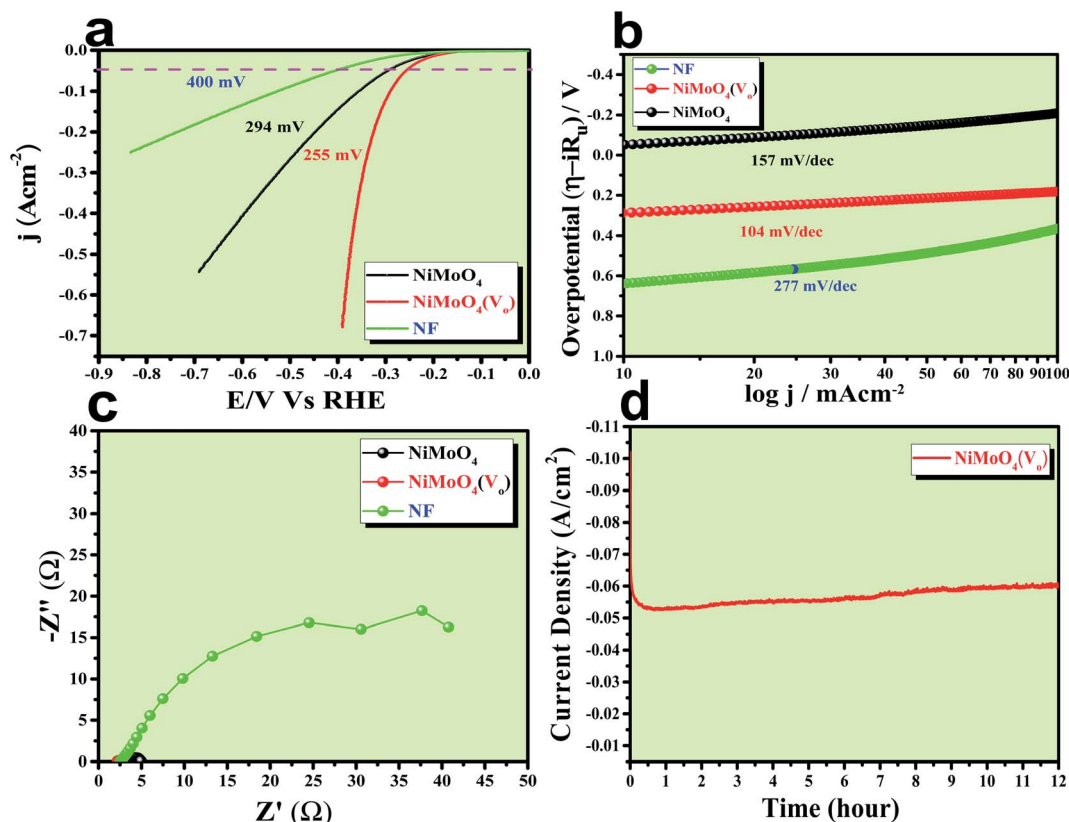 a
0.0
-0.1
-0.2
-0.3
-0.4
-0.5
-0.6
-0.7
j (Acm⁻²)
400 mV
294 mV
255 mV
NiMoO₄
NiMoO₄(Vₒ)
NF
-0.9 -0.8 -0.7 -0.6 -0.5 -0.4 -0.3 -0.2 -0.1 0.0
E/V Vs RHE
b
-0.4
-0.2
0.0
0.2
0.4
0.6
0.8
1.0
Overpotential (η−iRᵤ) / V
NF
NiMoO₄(Vₒ)
NiMoO₄
157 mV/dec
104 mV/dec
277 mV/dec
10 20 30 40 50 60 70 80 90 100
log j / mAcm⁻²
c
40
35
30
25
20
15
10
5
0
-Z'' (Ω)
NiMoO₄
NiMoO₄(Vₒ)
NF
0 5 10 15 20 25 30 35 40 45 50
Z' (Ω)
d
-0.11
-0.10
-0.09
-0.08
-0.07
-0.06
-0.05
-0.04
-0.03
-0.02
-0.01
Current Density (A/cm²)
NiMoO₄(Vₒ)
0 1 2 3 4 5 6 7 8 9 10 11 12
Time (hour)